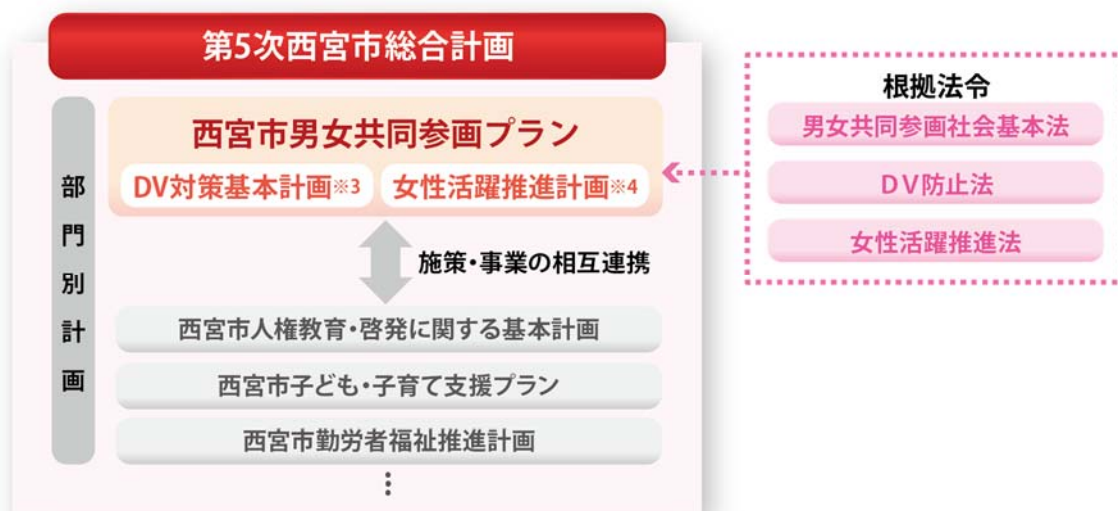 第5次西宮市総合計画
部門別計画
西宮市男女共同参画プラン
DV対策基本計画※3
女性活躍推進計画※4
施策・事業の相互連携
西宮市人権教育・啓発に関する基本計画
西宮市子ども・子育て支援プラン
西宮市勤労者福祉推進計画
⋮
根拠法令
男女共同参画社会基本法
DV防止法
女性活躍推進法